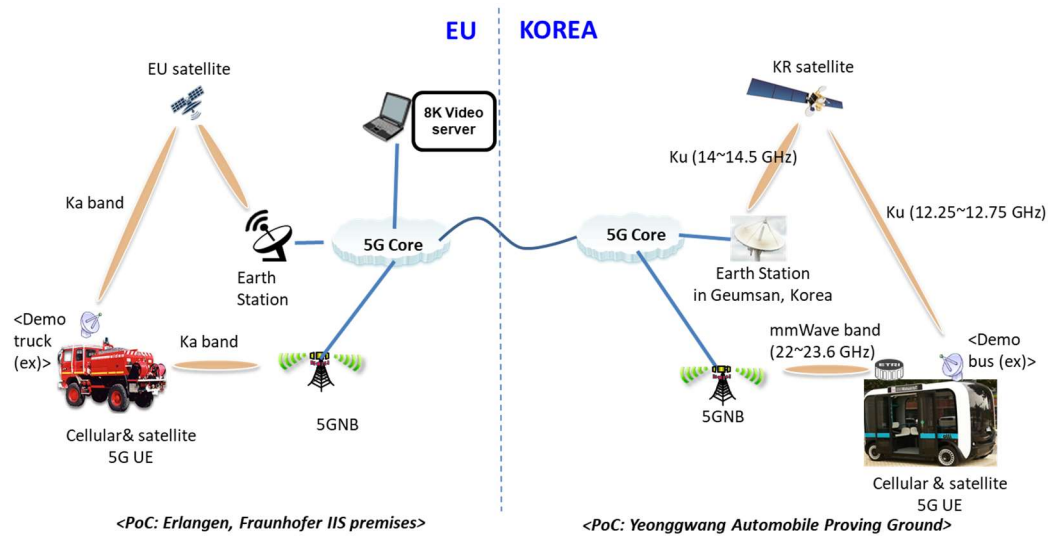 EU
KOREA
EU satellite
KR satellite
8K Video
server
Ku (14~14.5 GHz)
Ka band
Ku (12.25~12.75 GHz)
5G Core
5G Core
Earth
Station
Earth Station
in Geumsan, Korea
<Demo
truck
(ex)>
Ka band
mmWave band
(22~23.6 GHz)
ETRI
<Demo
bus (ex)>
5GNB
5GNB
Cellular& satellite
5G UE
Cellular & satellite
5G UE
<PoC: Erlangen, Fraunhofer IIS premises>
<PoC: Yeonggwang Automobile Proving Ground>